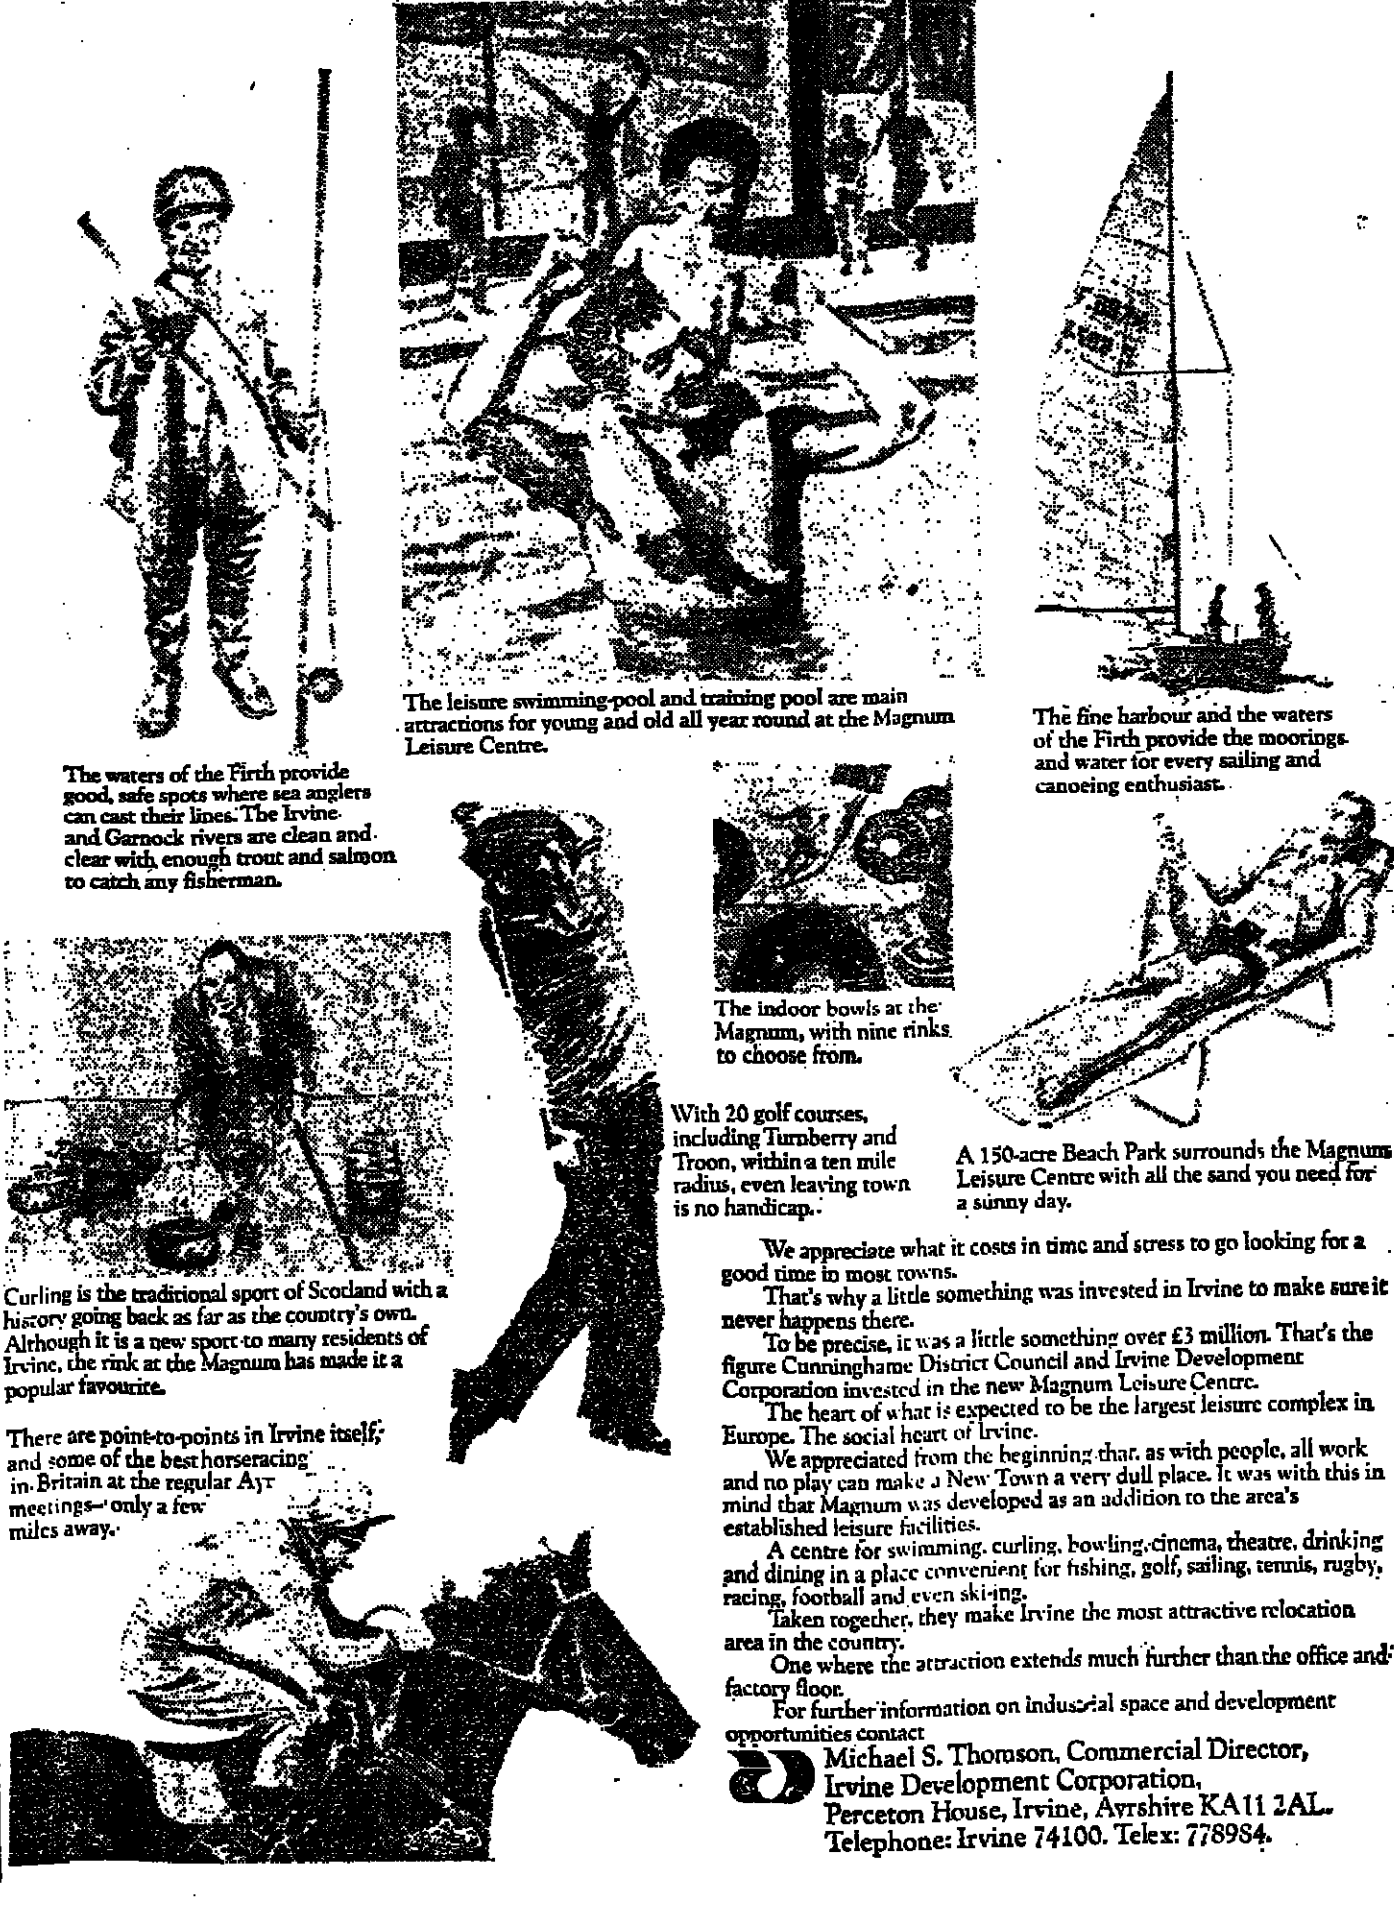 The leisure swimming-pool and training pool are main
attractions for young and old all year round at the Magnum
Leisure Centre.
The fine harbour and the waters
of the Firth provide the moorings
and water for every sailing and
canoeing enthusiast.
The waters of the Firth provide
good, safe spots where sea anglers
can cast their lines. The Irvine
and Garnock rivers are clean and
clear with enough trout and salmon
to catch any fisherman.
The indoor bowls at the
Magnum, with nine rinks
to choose from.
With 20 golf courses,
including Turnberry and
Troon, within a ten mile
radius, even leaving town
is no handicap.
A 150-acre Beach Park surrounds the Magnum
Leisure Centre with all the sand you need for
a sunny day.
Curling is the traditional sport of Scotland with a
history going back as far as the country's own.
Although it is a new sport to many residents of
Irvine, the rink at the Magnum has made it a
popular favourite.
There are point-to-points in Irvine itself,
and some of the best horseracing
in Britain at the regular Ayr
meetings—only a few
miles away.
We appreciate what it costs in time and stress to go looking for a
good time in most towns.
That's why a little something was invested in Irvine to make sure it
never happens there.
To be precise, it was a little something over £3 million. That's the
figure Cunninghame District Council and Irvine Development
Corporation invested in the new Magnum Leisure Centre.
The heart of what is expected to be the largest leisure complex in
Europe. The social heart of Irvine.
We appreciated from the beginning that, as with people, all work
and no play can make a New Town a very dull place. It was with this in
mind that Magnum was developed as an addition to the area's
established leisure facilities.
A centre for swimming, curling, bowling, cinema, theatre, drinking
and dining in a place convenient for fishing, golf, sailing, tennis, rugby,
racing, football and even ski-ing.
Taken together, they make Irvine the most attractive relocation
area in the country.
One where the attraction extends much further than the office and
factory floor.
For further information on industrial space and development
opportunities contact
Michael S. Thomson, Commercial Director,
Irvine Development Corporation,
Perceton House, Irvine, Ayrshire KA11 2AL.
Telephone: Irvine 74100. Telex: 778984.